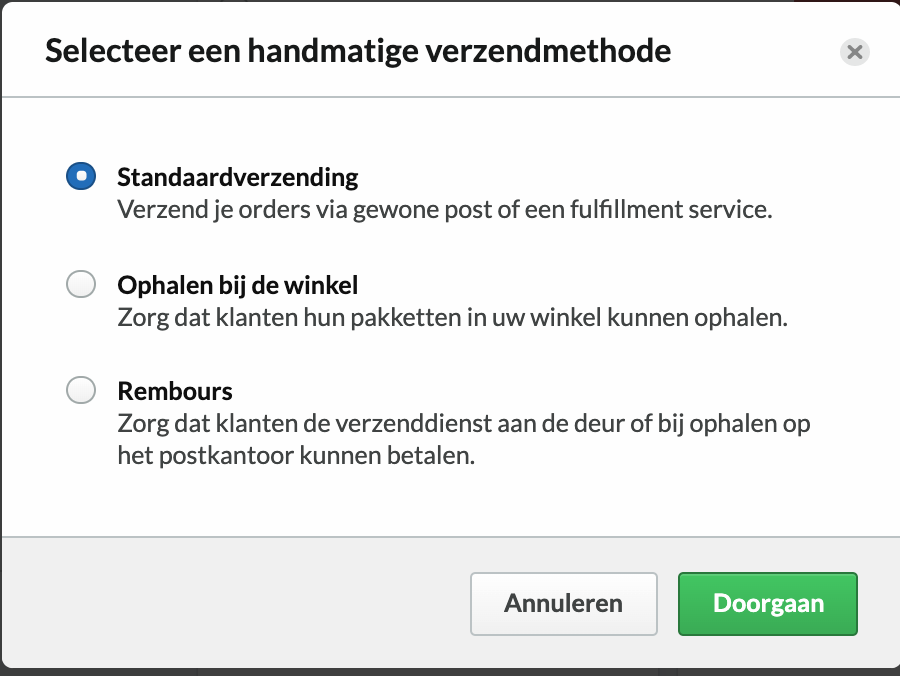 Selecteer een handmatige verzendmethode
Standaardverzending
Verzend je orders via gewone post of een fulfillment service.
Ophalen bij de winkel
Zorg dat klanten hun pakketten in uw winkel kunnen ophalen.
Rembours
Zorg dat klanten de verzenddienst aan de deur of bij ophalen op
het postkantoor kunnen betalen.
Annuleren
Doorgaan